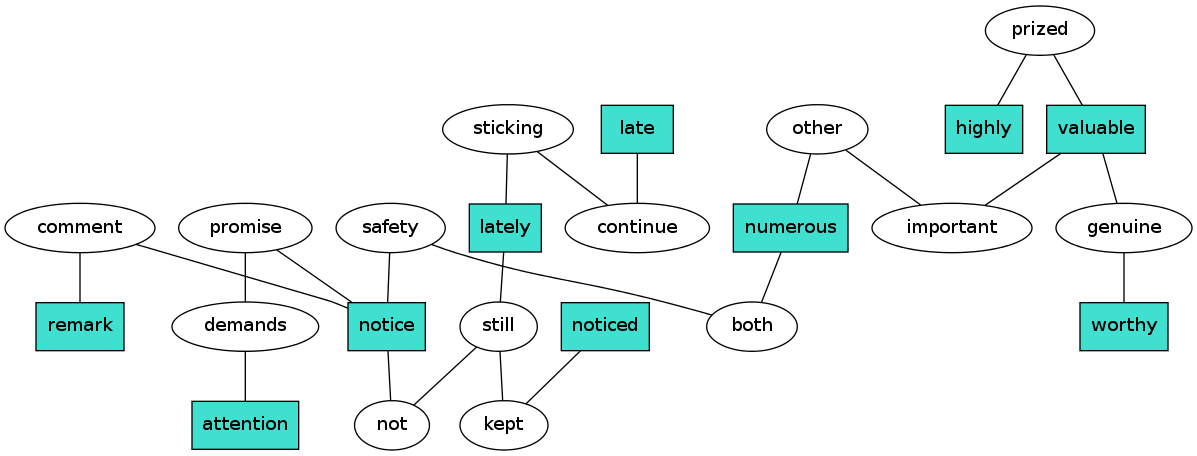 prized
sticking
late
other
highly
valuable
comment
promise
safety
lately
continue
numerous
important
genuine
remark
demands
notice
still
noticed
both
worthy
attention
not
kept